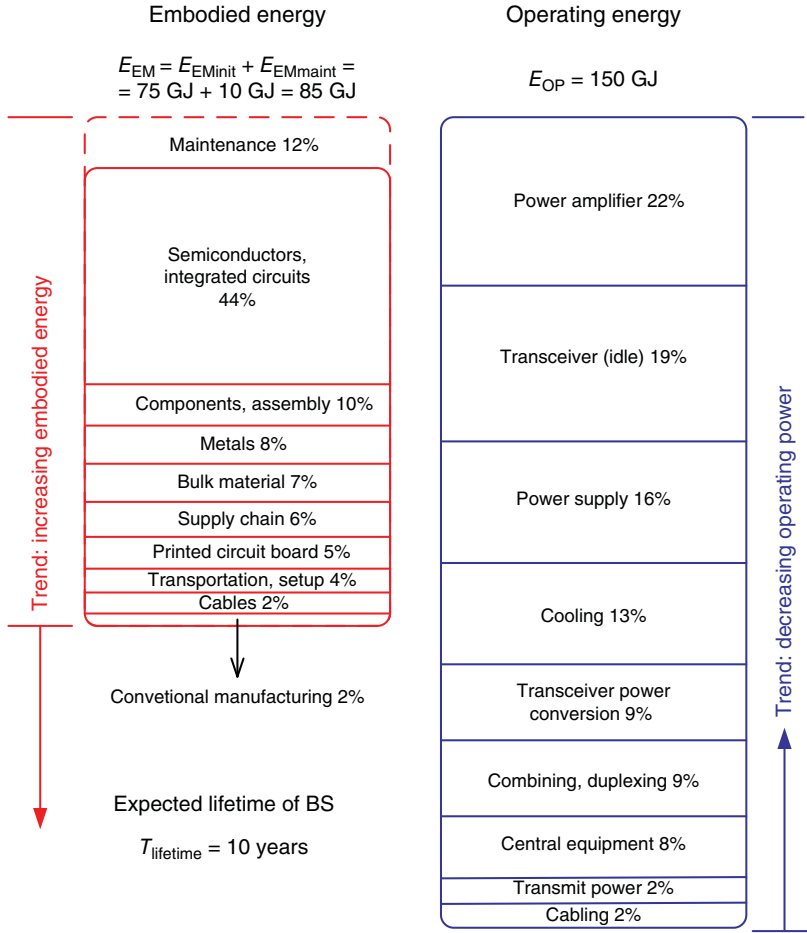 Embodied energy
E_EM = E_EMinit + E_EMmaint =
= 75 GJ + 10 GJ = 85 GJ
Maintenance 12%
Semiconductors,
integrated circuits
44%
Components, assembly 10%
Metals 8%
Bulk material 7%
Supply chain 6%
Printed circuit board 5%
Transportation, setup 4%
Cables 2%
Convetional manufacturing 2%
Trend: increasing embodied energy
Expected lifetime of BS
T_lifetime = 10 years
Operating energy
E_OP = 150 GJ
Power amplifier 22%
Transceiver (idle) 19%
Power supply 16%
Cooling 13%
Transceiver power
conversion 9%
Combining, duplexing 9%
Central equipment 8%
Transmit power 2%
Cabling 2%
Trend: decreasing operating power